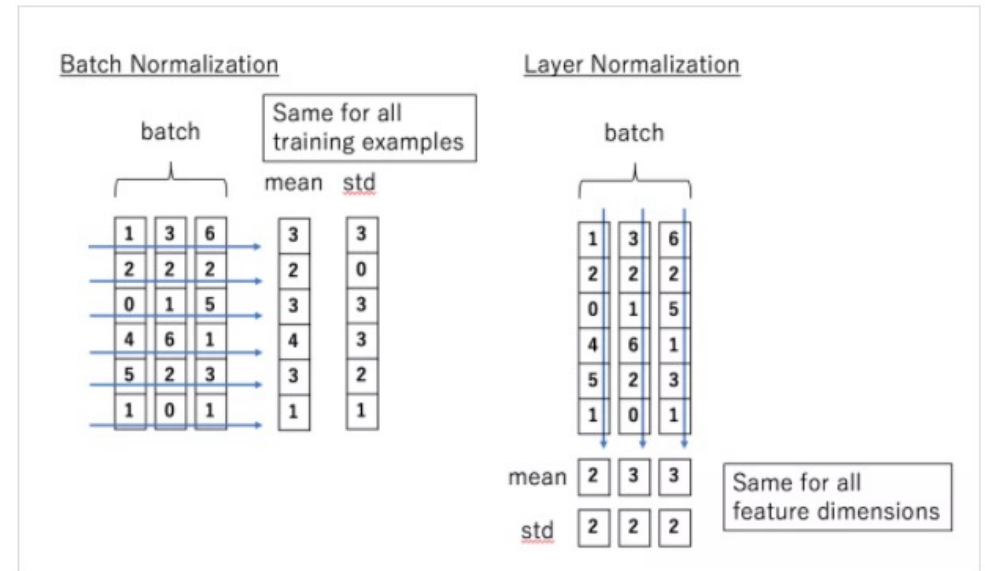 Batch Normalization
batch
Same for all
training examples
mean std
1 3 6 3 3
2 2 2 2 0
0 1 5 3 3
4 6 1 4 3
5 2 3 3 2
1 0 1 1 1
Layer Normalization
batch
1 3 6
2 2 2
0 1 5
4 6 1
5 2 3
1 0 1
mean 2 3 3
std 2 2 2
Same for all
feature dimensions